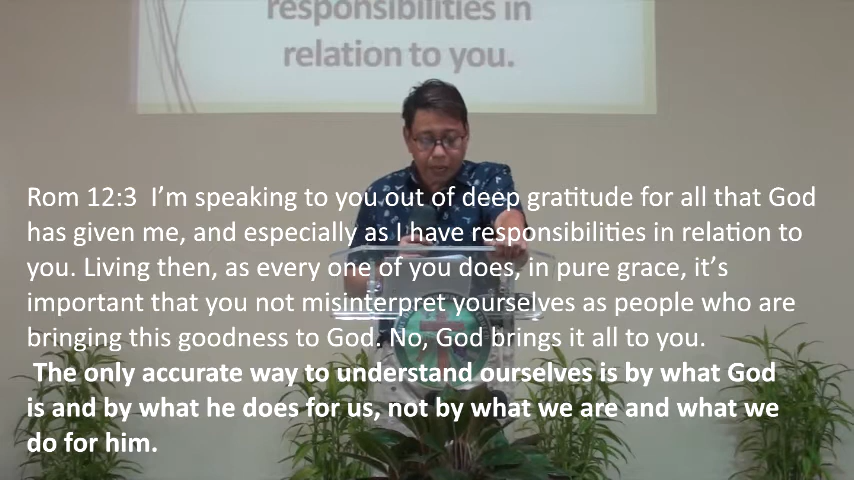 responsibilities in
relation to you.
Rom 12:3 I’m speaking to you out of deep gratitude for all that God
has given me, and especially as I have responsibilities in relation to
you. Living then, as every one of you does, in pure grace, it’s
important that you not misinterpret yourselves as people who are
bringing this goodness to God. No, God brings it all to you.
The only accurate way to understand ourselves is by what God
is and by what he does for us, not by what we are and what we
do for him.